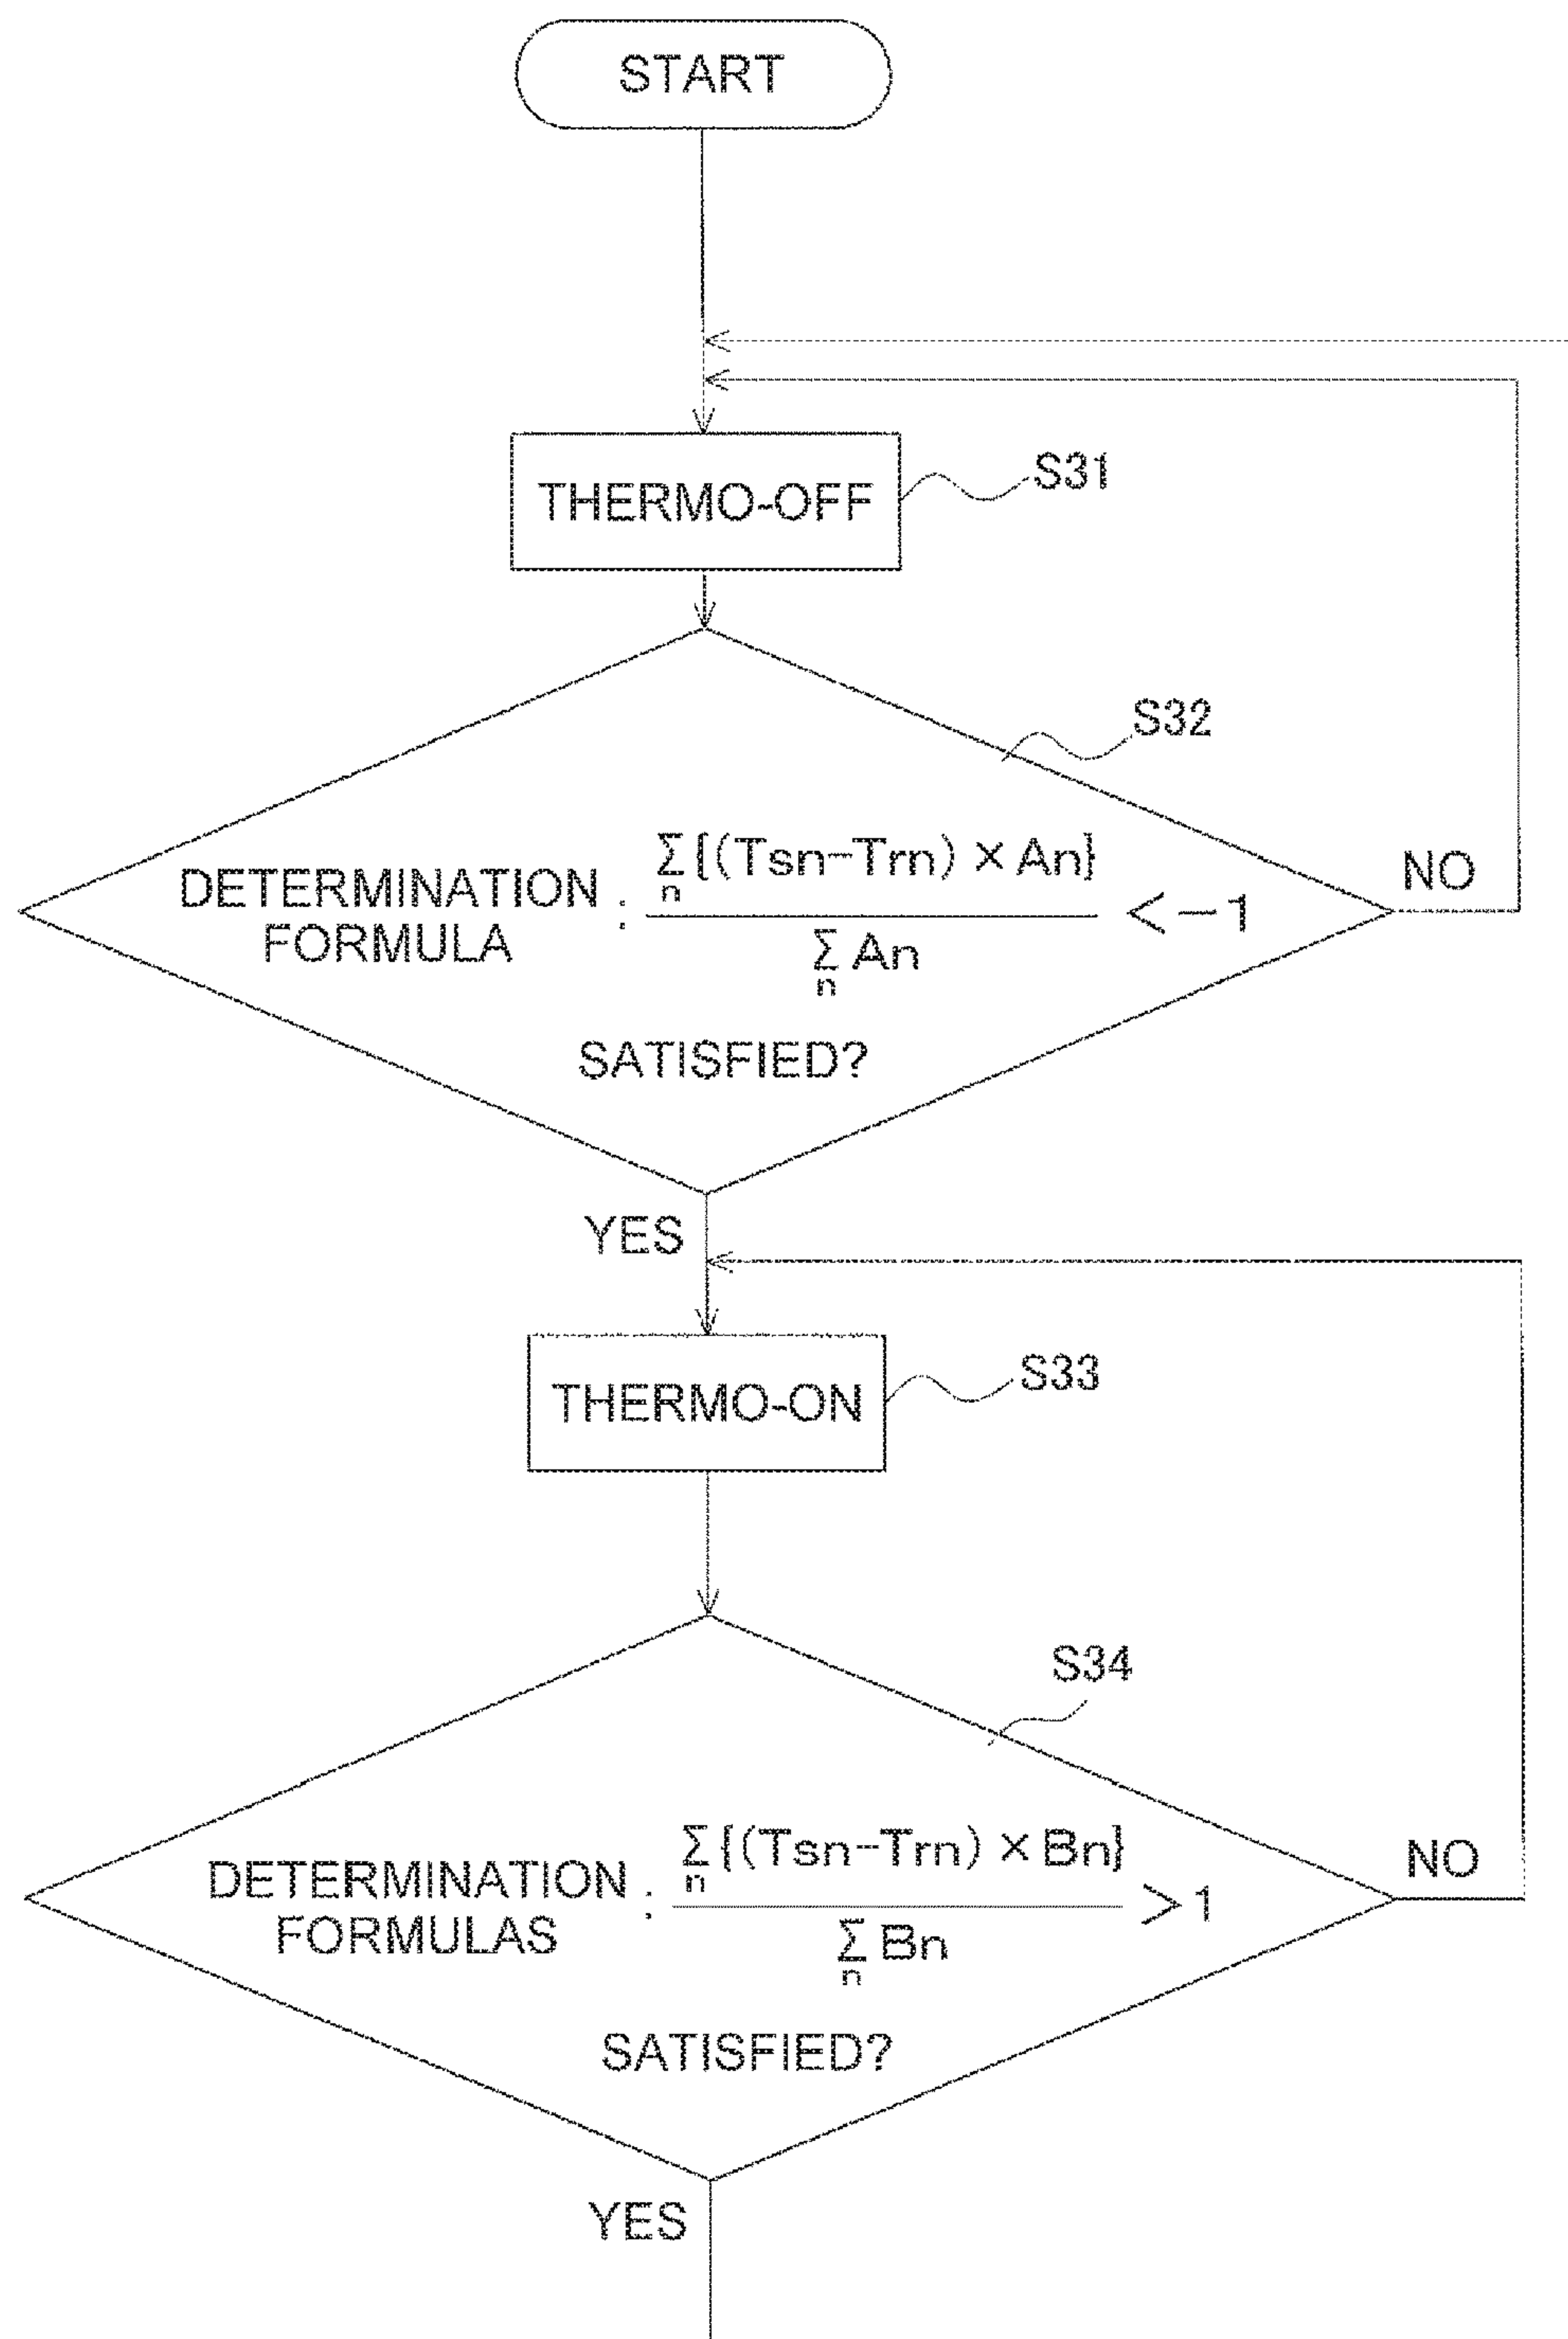 START
THERMO-OFF
S31
S32
DETERMINATION
FORMULA
:
Σ{(Tsn-Trn) × An}
n
Σ An
n
<-1
NO
SATISFIED?
YES
THERMO-ON
S33
S34
DETERMINATION
FORMULAS
:
Σ{(Tsn-Trn) × Bn}
n
Σ Bn
n
>1
NO
SATISFIED?
YES